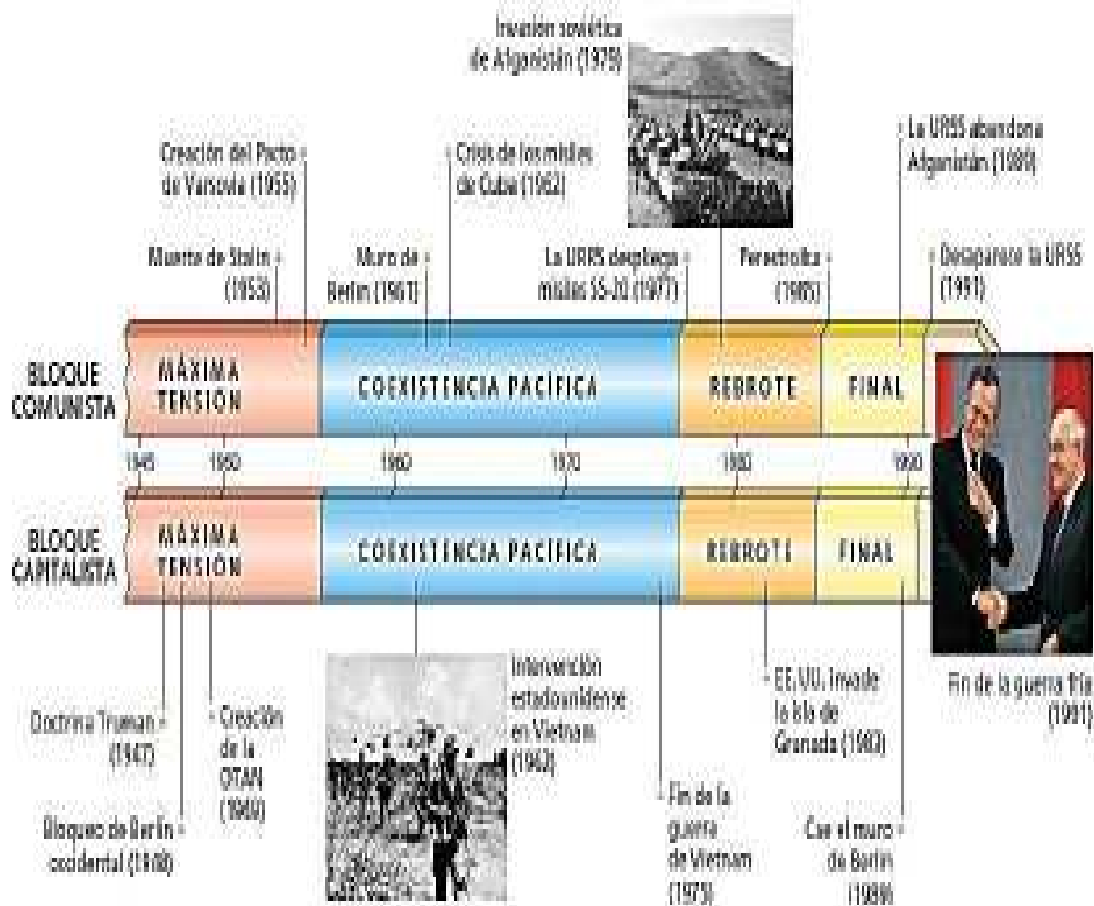 Invasión soviética
de Afganistán (1979)
La URSS abandona
Afganistán (1989)
Creación del Pacto
de Varsovia (1955)
Crisis de los misiles
de Cuba (1962)
Muerte de Stalin
(1953)
Muro de
Berlín (1961)
La URRS despliega
misiles SS-20 (1977)
Perestroika
(1985)
Desaparece la URSS
(1991)
BLOQUE
COMUNISTA
MÁXIMA
TENSIÓN
COEXISTENCIA PACÍFICA
REBROTE
FINAL
1945 1950 1960 1970 1980 1990
BLOQUE
CAPITALISTA
MÁXIMA
TENSIÓN
COEXISTENCIA PACÍFICA
REBROTE
FINAL
Doctrina Truman
(1947)
Bloqueo de Berlín
occidental (1948)
Creación
de la
OTAN
(1949)
Intervención
estadounidense
en Vietnam
(1962)
Fin de la
guerra
de Vietnam
(1975)
EE.UU. invade
la isla de
Granada
Cae el muro
de Berlín
(1989)
Fin de la guerra fría
(1991)